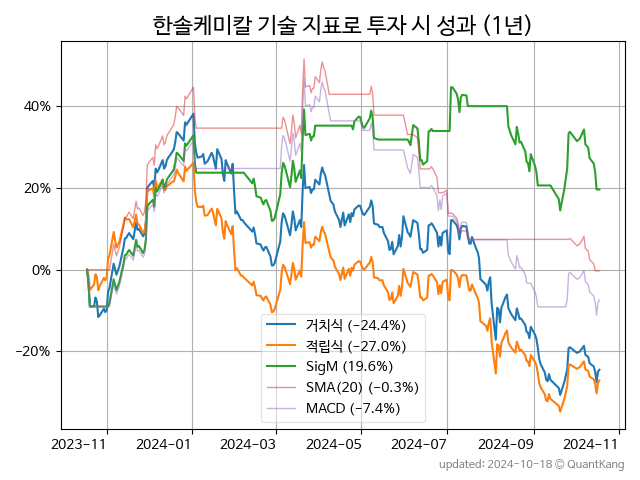 한솔케미칼 기술 지표로 투자 시 성과 (1년)
40%
20%
0%
−20%
거치식 (−24.4%)
적립식 (−27.0%)
SigM (19.6%)
SMA(20) (−0.3%)
MACD (−7.4%)
2023-11
2024-01
2024-03
2024-05
2024-07
2024-09
2024-11
updated: 2024-10-18 © QuantKang